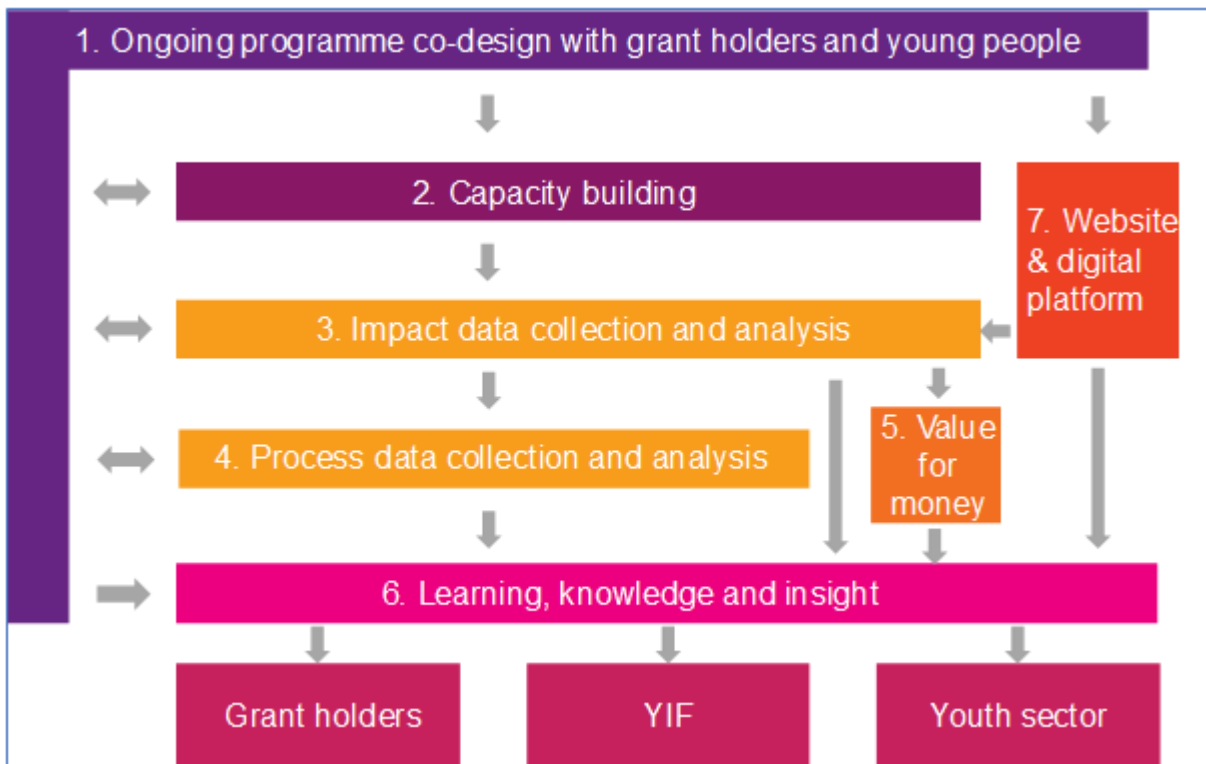 1. Ongoing programme co-design with grant holders and young people
2. Capacity building
7. Website
& digital
platform
3. Impact data collection and analysis
4. Process data collection and analysis
5. Value
for
money
6. Learning, knowledge and insight
Grant holders
YIF
Youth sector